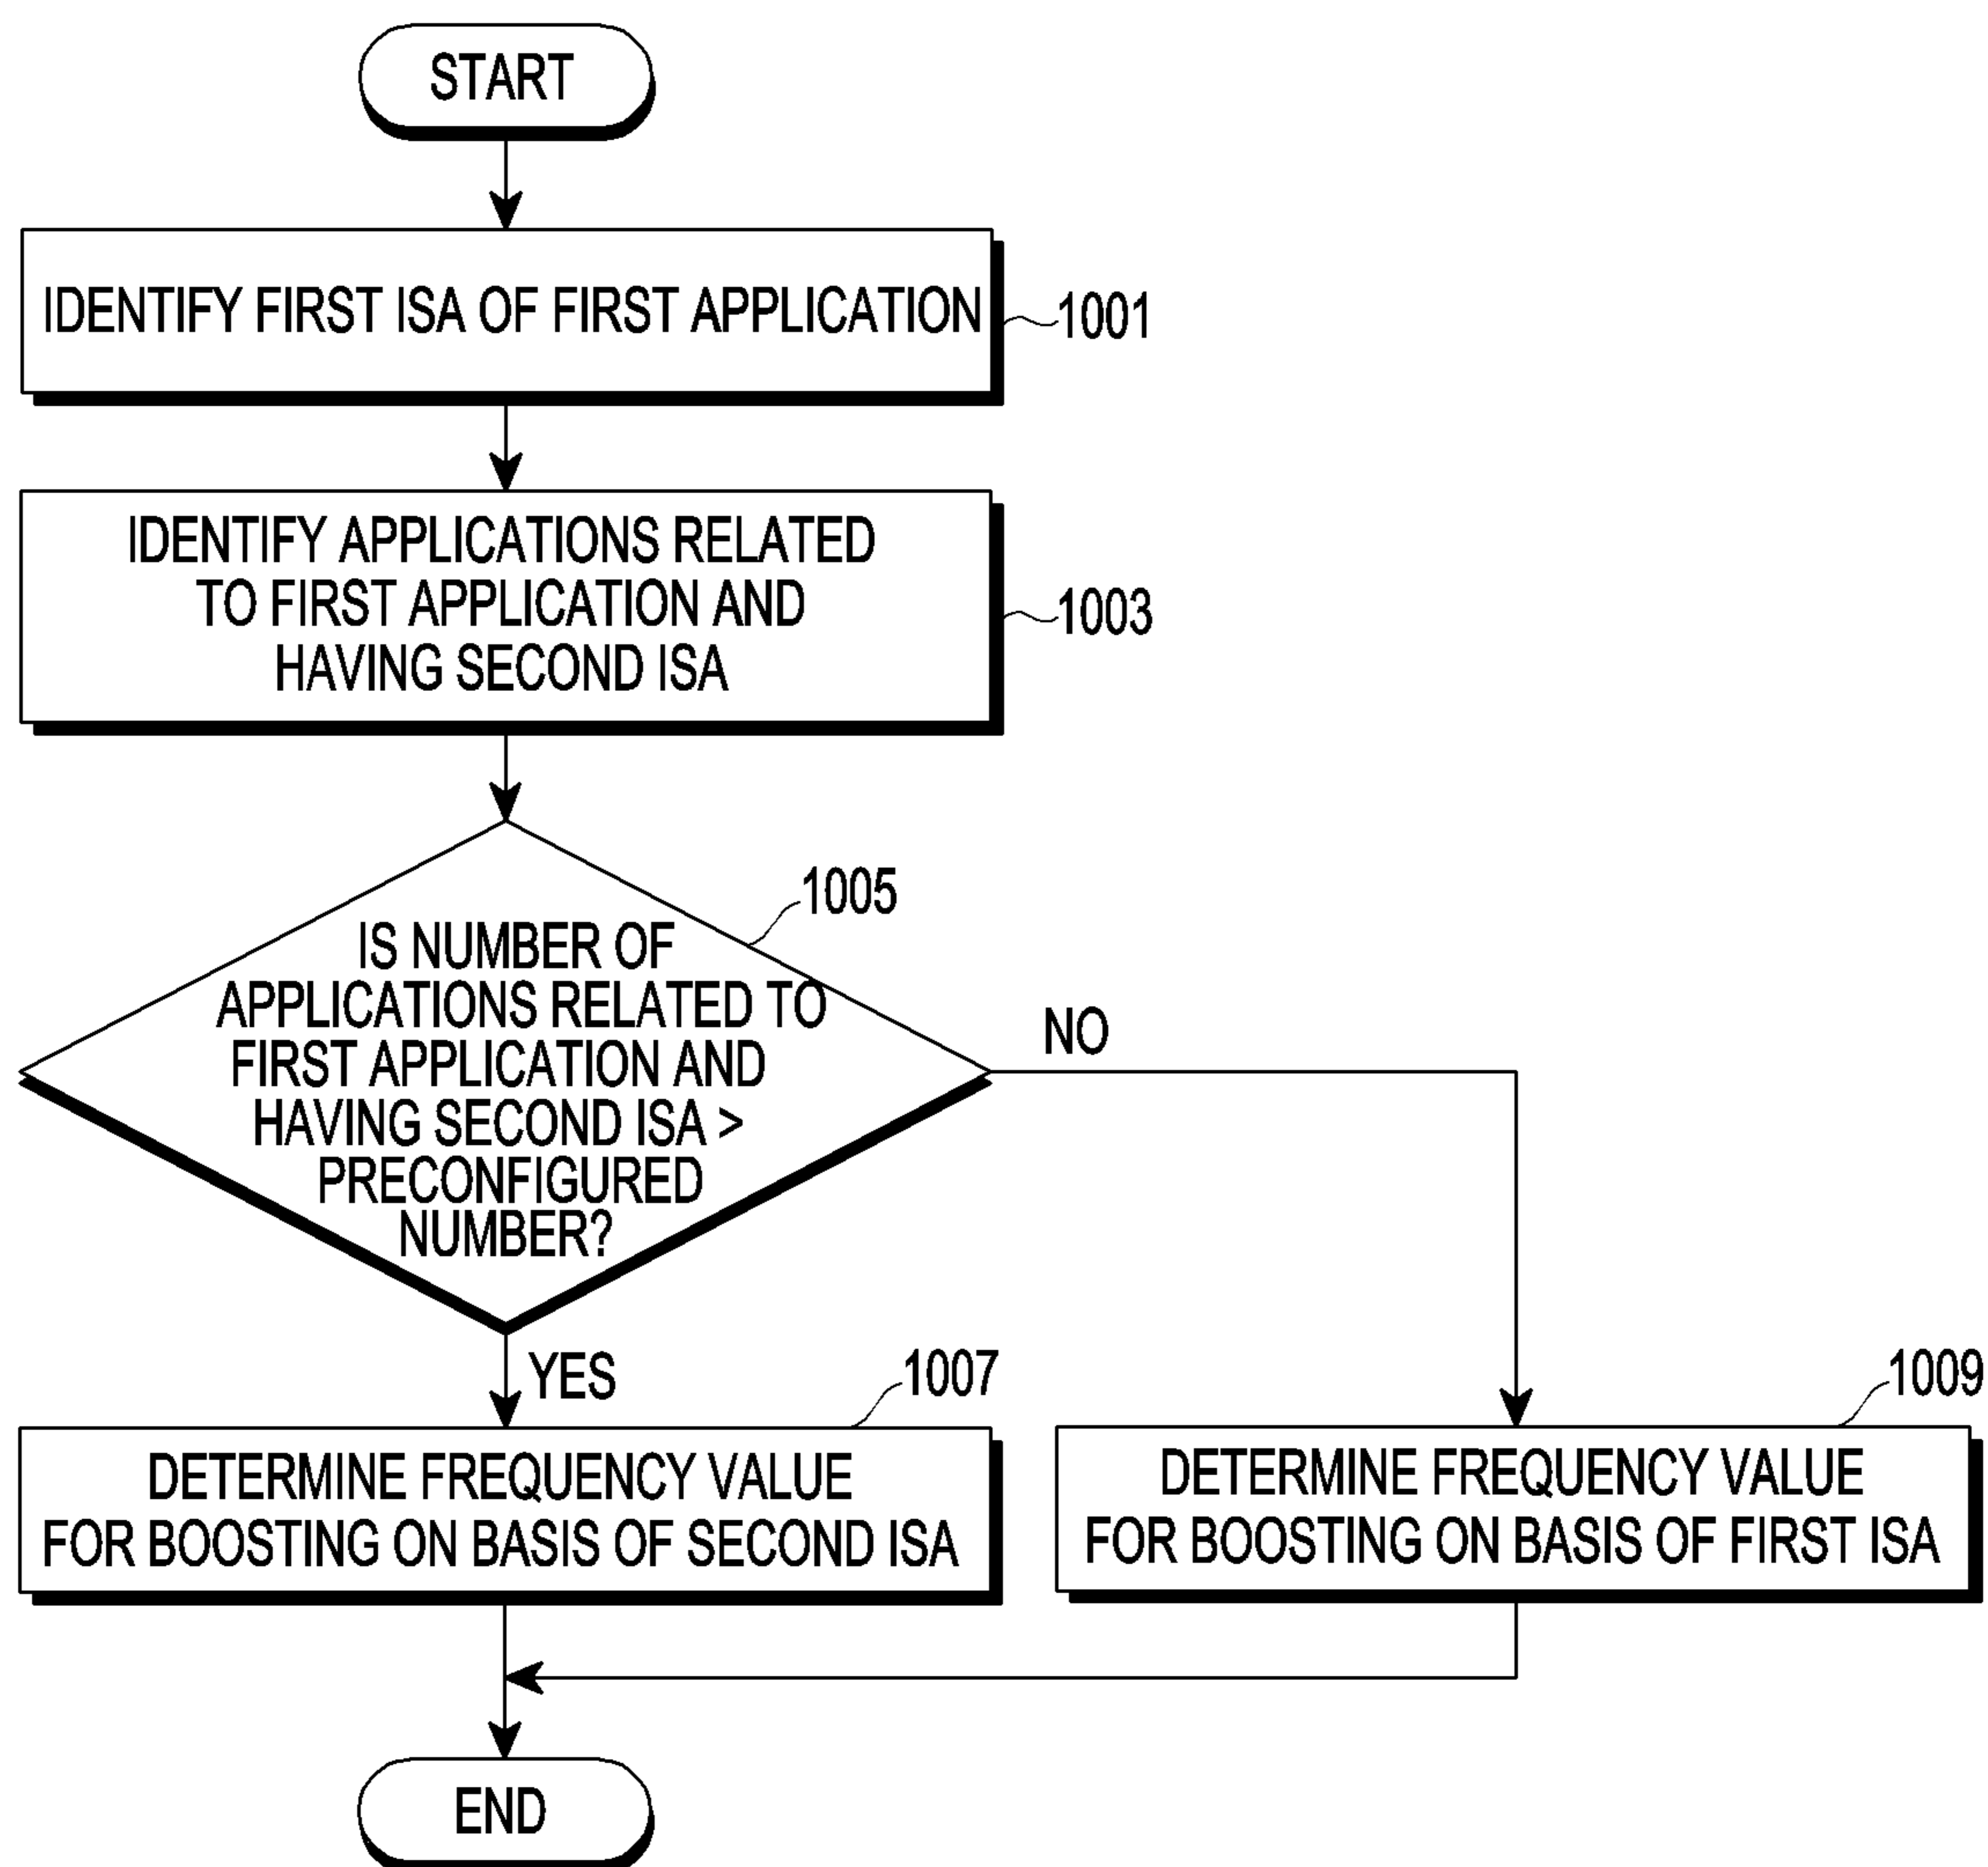 START
IDENTIFY FIRST ISA OF FIRST APPLICATION
1001
IDENTIFY APPLICATIONS RELATED
TO FIRST APPLICATION AND
HAVING SECOND ISA
1003
1005
IS NUMBER OF
APPLICATIONS RELATED TO
FIRST APPLICATION AND
HAVING SECOND ISA >
PRECONFIGURED
NUMBER?
NO
YES
1007
DETERMINE FREQUENCY VALUE
FOR BOOSTING ON BASIS OF SECOND ISA
1009
DETERMINE FREQUENCY VALUE
FOR BOOSTING ON BASIS OF FIRST ISA
END